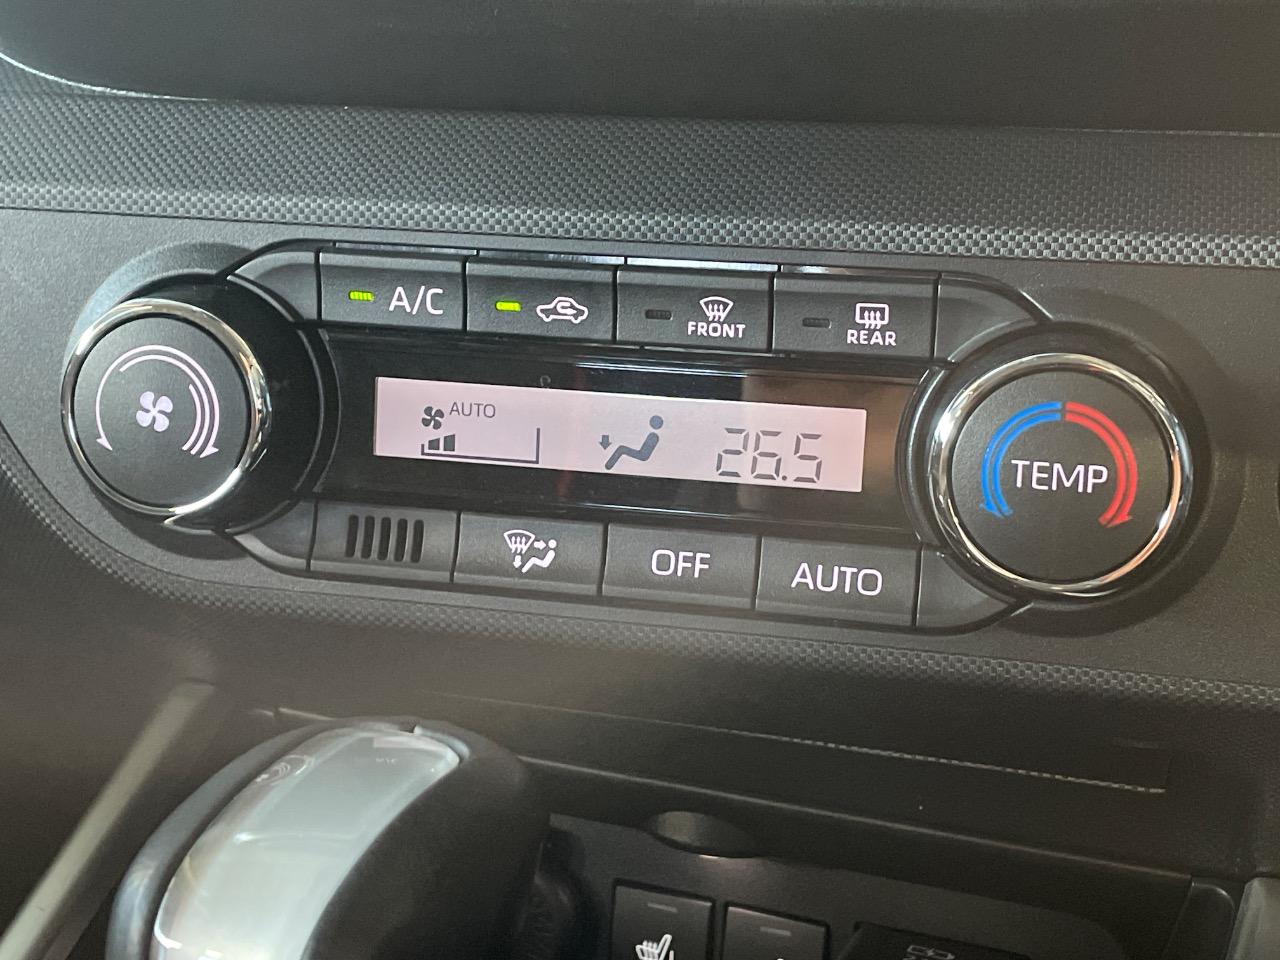 A/C
FRONT
REAR
AUTO
26.5
TEMP
OFF
AUTO